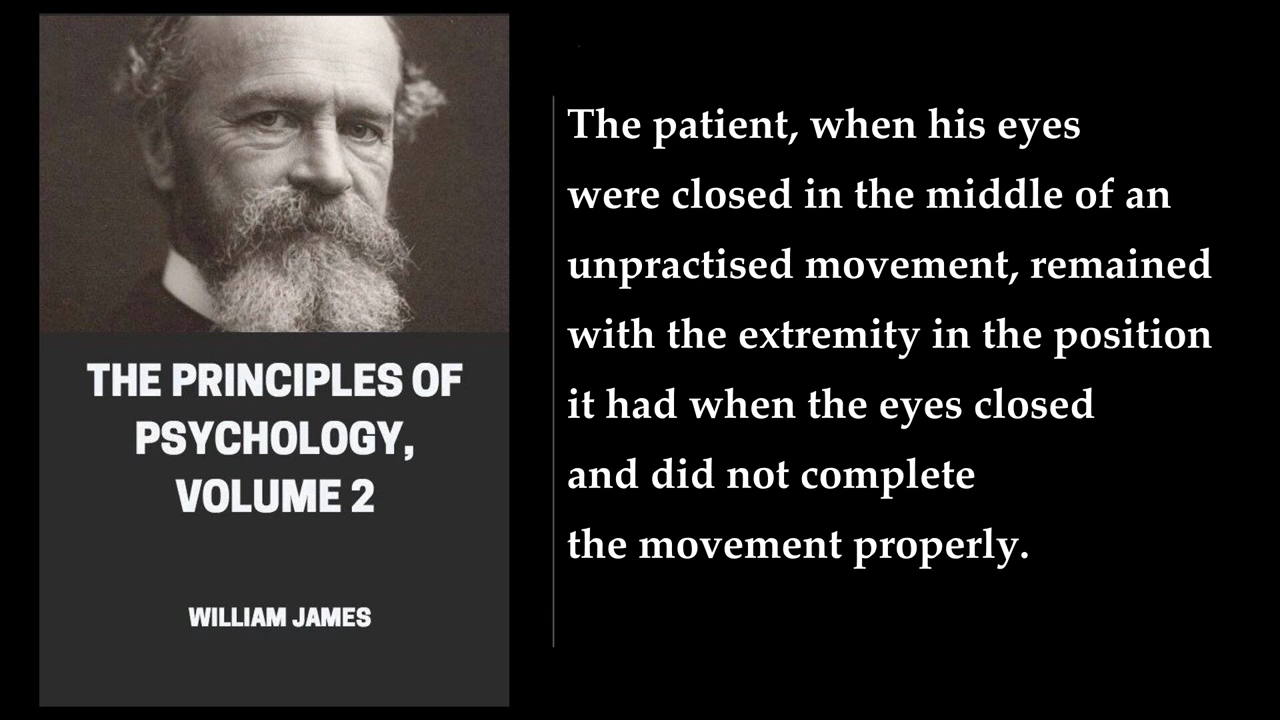 THE PRINCIPLES OF
PSYCHOLOGY,
VOLUME 2
WILLIAM JAMES
The patient, when his eyes
were closed in the middle of an
unpractised movement, remained
with the extremity in the position
it had when the eyes closed
and did not complete
the movement properly.